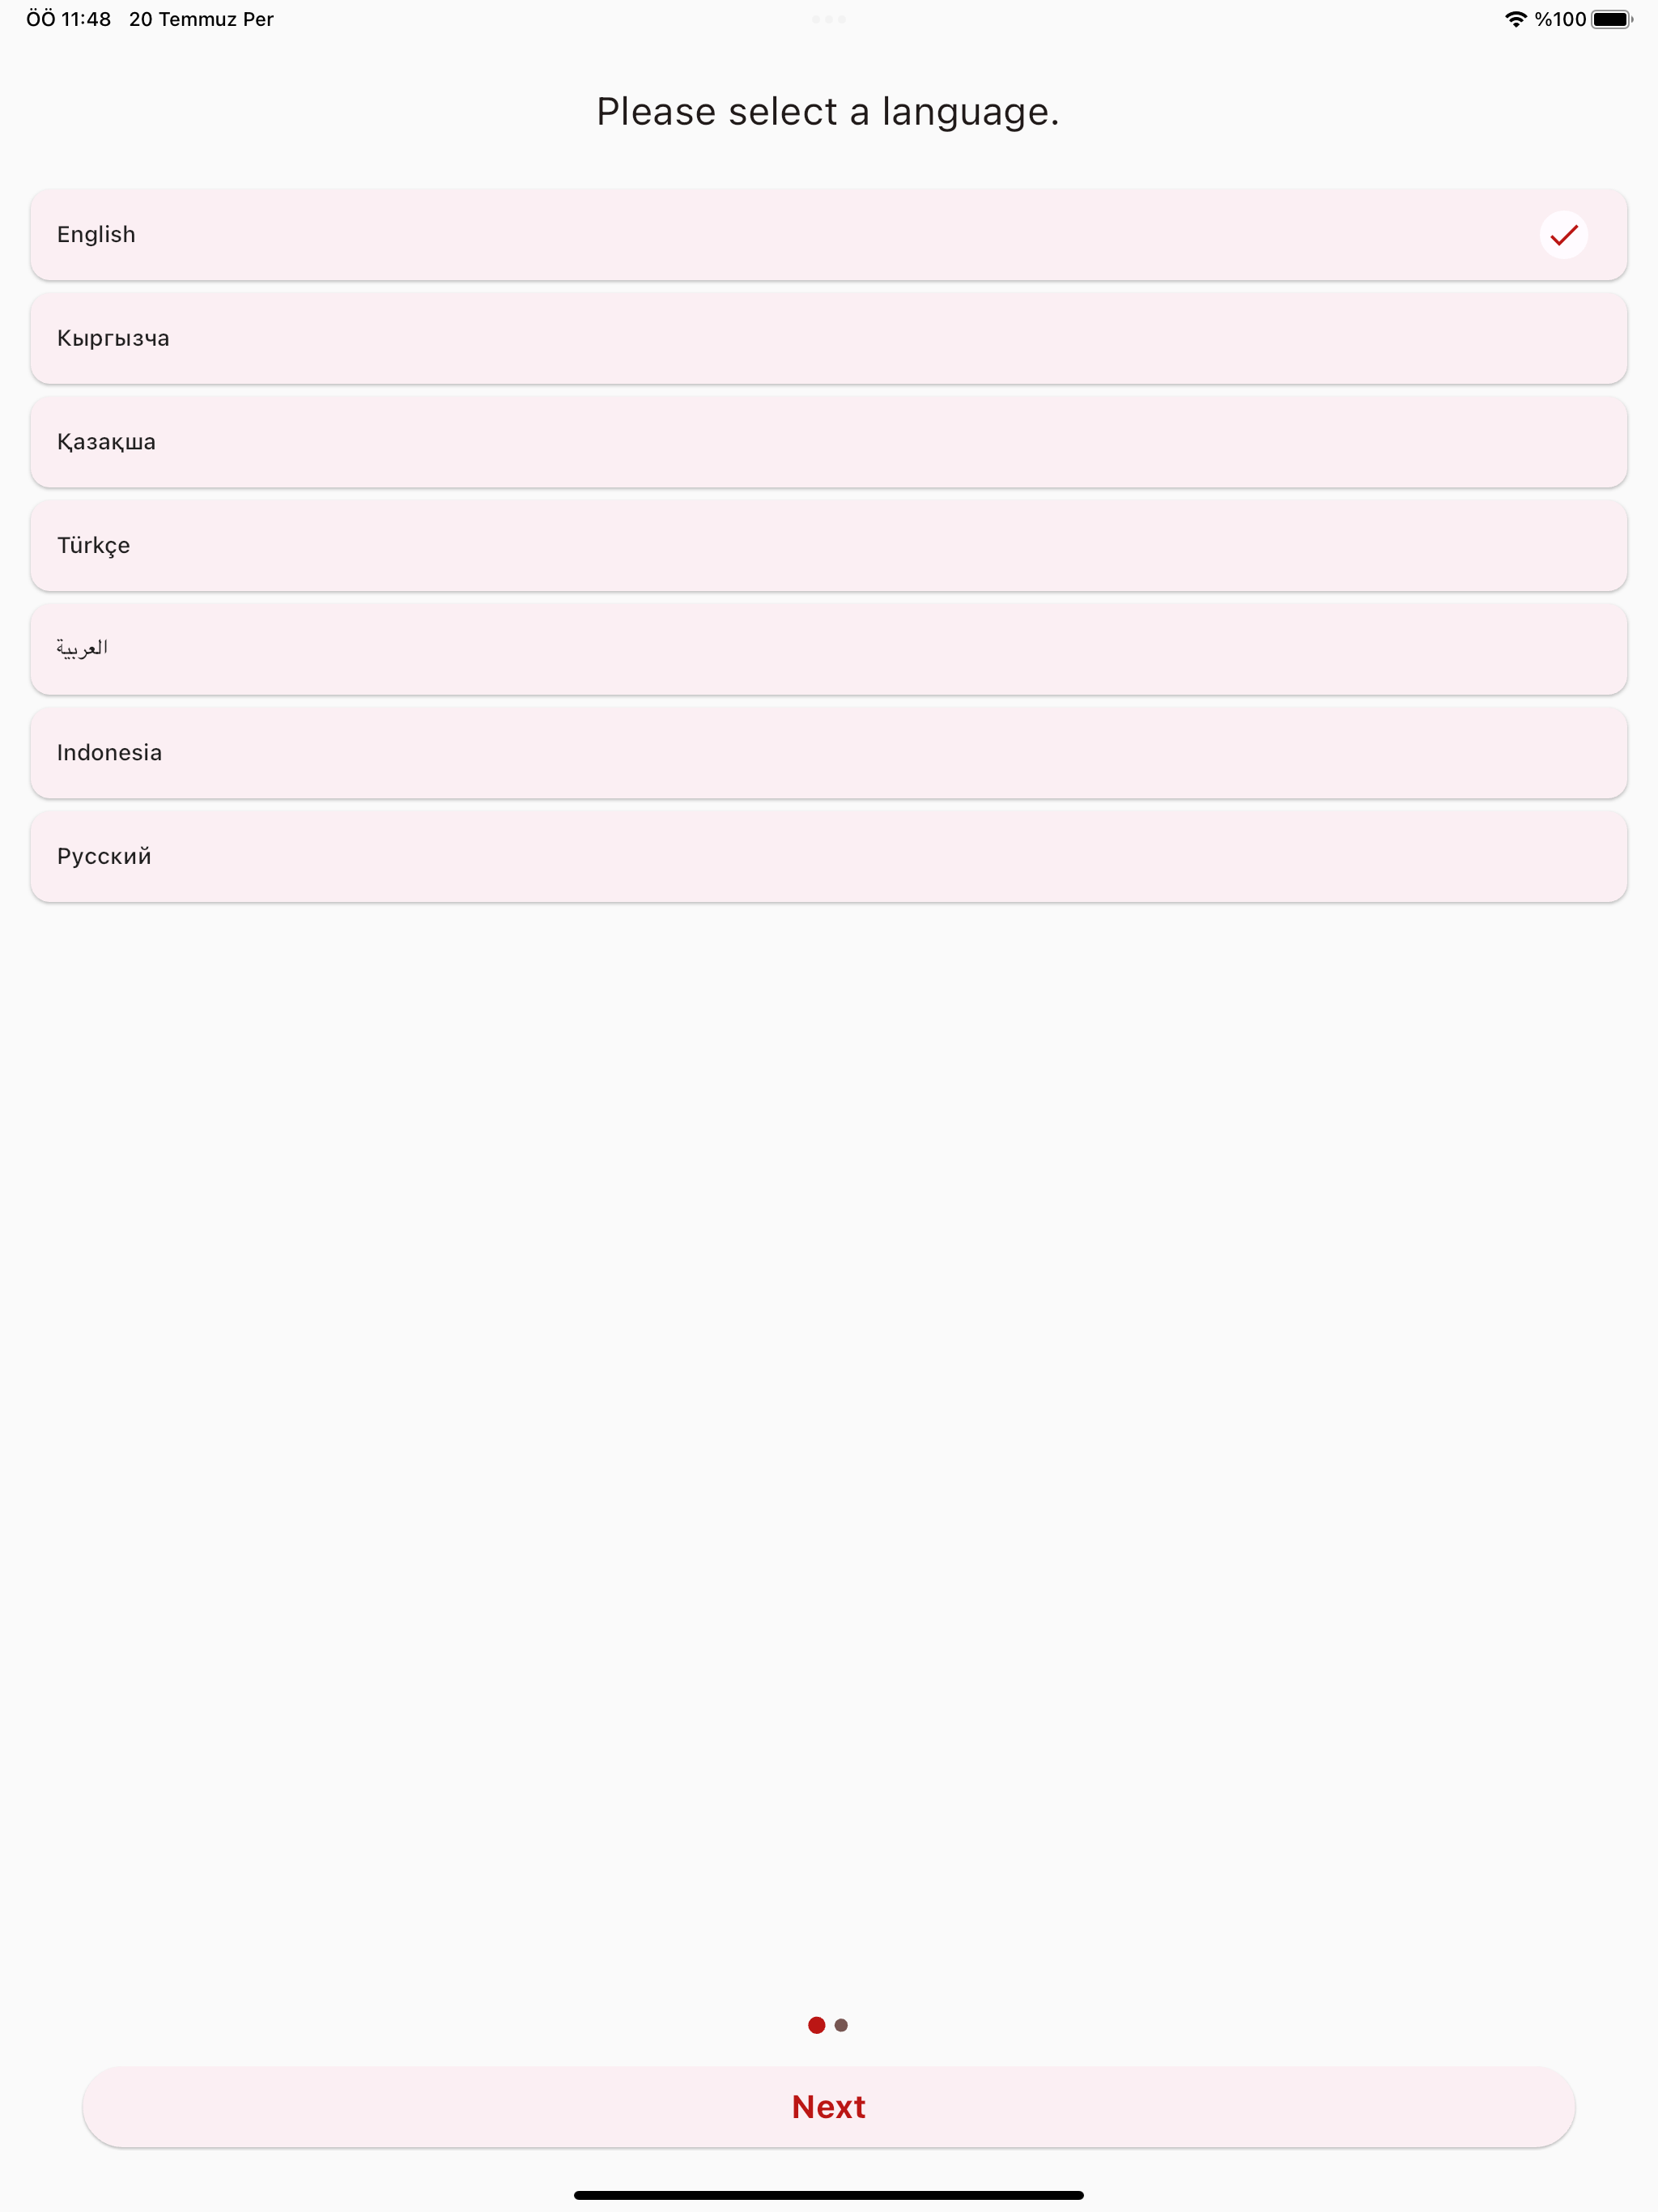 ÖÖ 11:48 20 Temmuz Per %100
Please select a language.
English
Кыргызча
Қазақша
Türkçe
العربية
Indonesia
Русский
Next